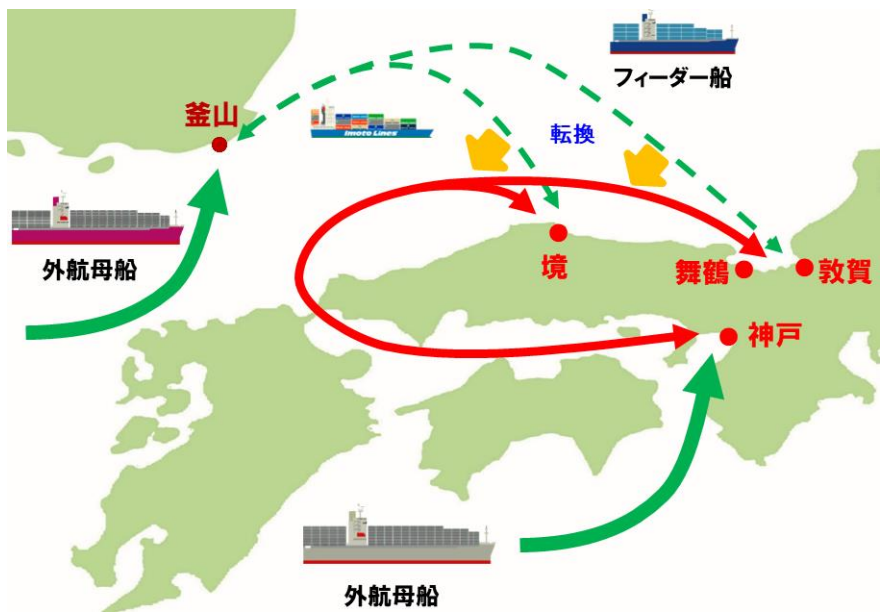 フィーダー船
釜山
Imoto Lines
転換
外航母船
境
舞鶴
敦賀
神戸
外航母船